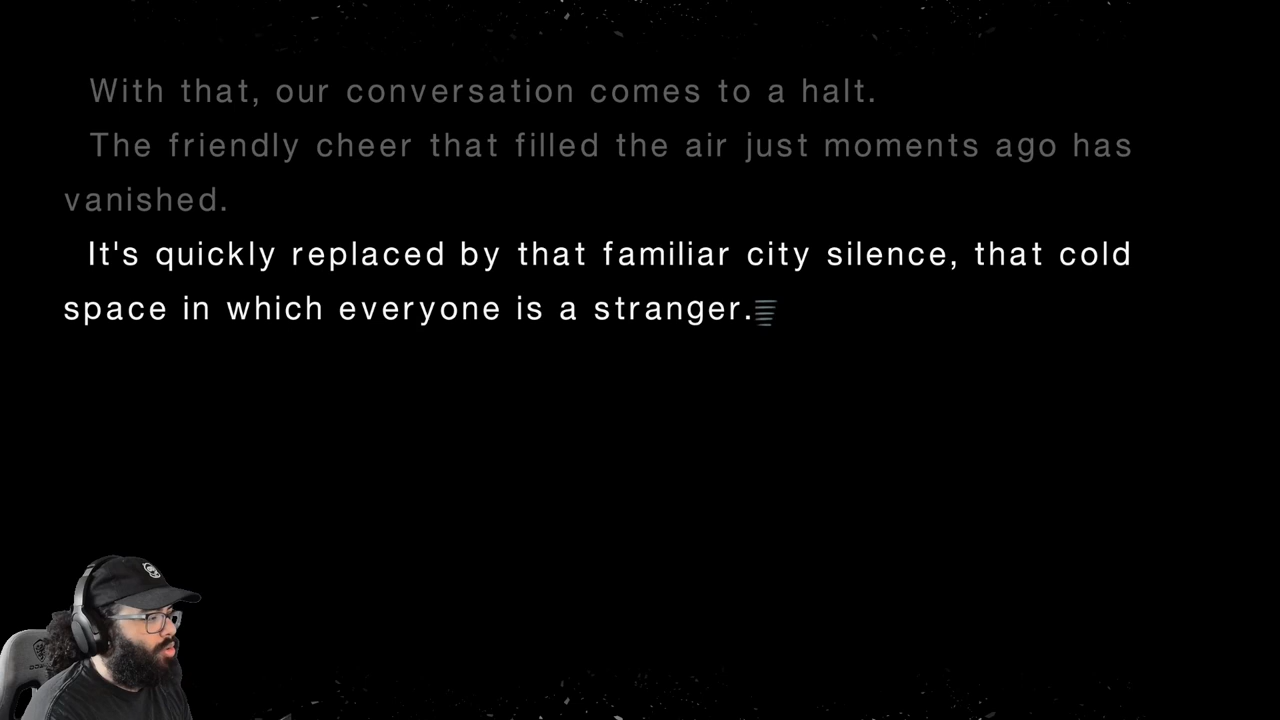 With that, our conversation comes to a halt.
The friendly cheer that filled the air just moments ago has
vanished.
It's quickly replaced by that familiar city silence, that cold
space in which everyone is a stranger.